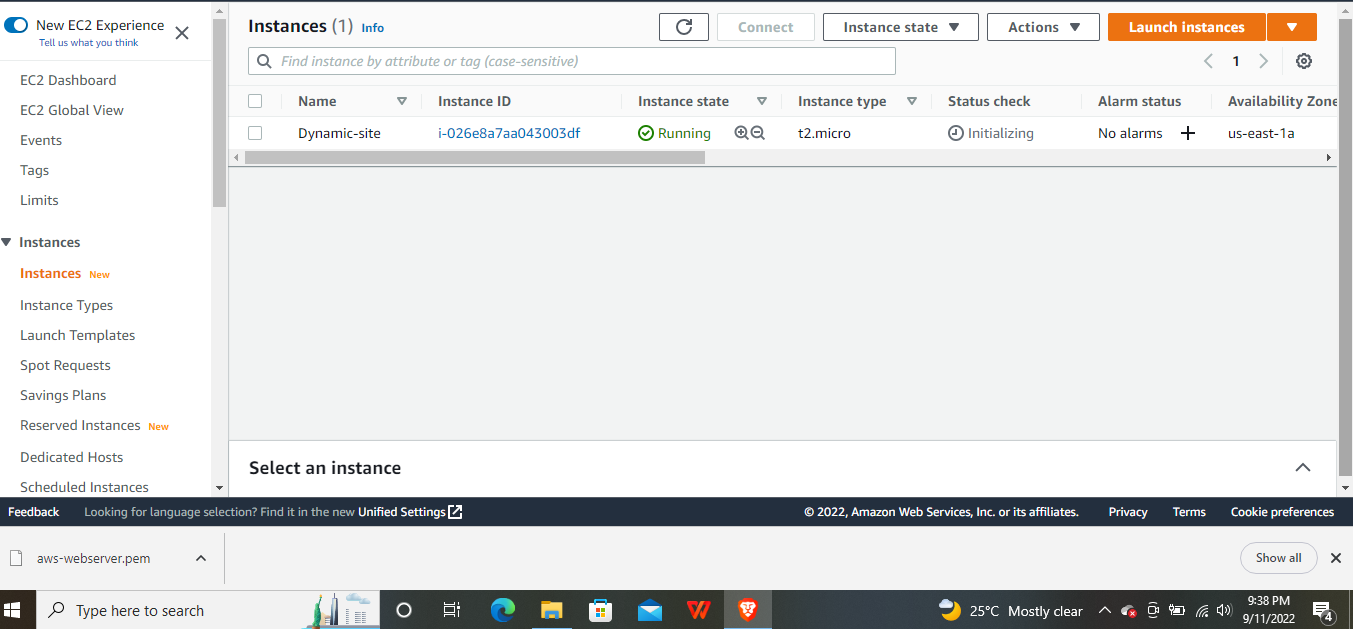 New EC2 Experience
Tell us what you think
EC2 Dashboard
EC2 Global View
Events
Tags
Limits
Instances
Instances New
Instance Types
Launch Templates
Spot Requests
Savings Plans
Reserved Instances New
Dedicated Hosts
Scheduled Instances
Instances (1) Info
Connect
Instance state
Actions
Launch instances
Find instance by attribute or tag (case-sensitive)
1
Name Instance ID Instance state Instance type Status check Alarm status Availability Zone
Dynamic-site i-026e8a7aa043003df Running t2.micro Initializing No alarms us-east-1a
Select an instance
Feedback Looking for language selection? Find it in the new Unified Settings © 2022, Amazon Web Services, Inc. or its affiliates. Privacy Terms Cookie preferences
aws-webserver.pem Show all
Type here to search 25°C Mostly clear
9:38 PM
9/11/2022
4